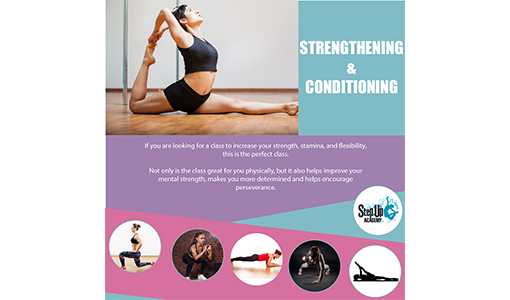 STRENGTHENING
&
CONDITIONING
If you are looking for a class to increase your strength, stamina, and flexibility,
this is the perfect class.
Not only is the class great for you physically, but it also helps improve your
mental strength, makes you more determined and helps encourage
perseverance.
Step Up
ACADEMY